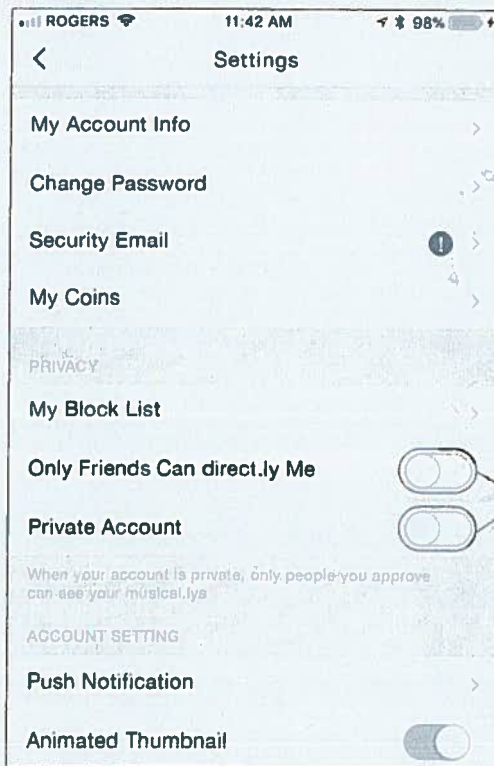 ROGERS 11:42 AM 98%
Settings
My Account Info
Change Password
Security Email
My Coins
PRIVACY
My Block List
Only Friends Can direct.ly Me
Private Account
When your account is private, only people you approve
can see your musical.lys
ACCOUNT SETTING
Push Notification
Animated Thumbnail